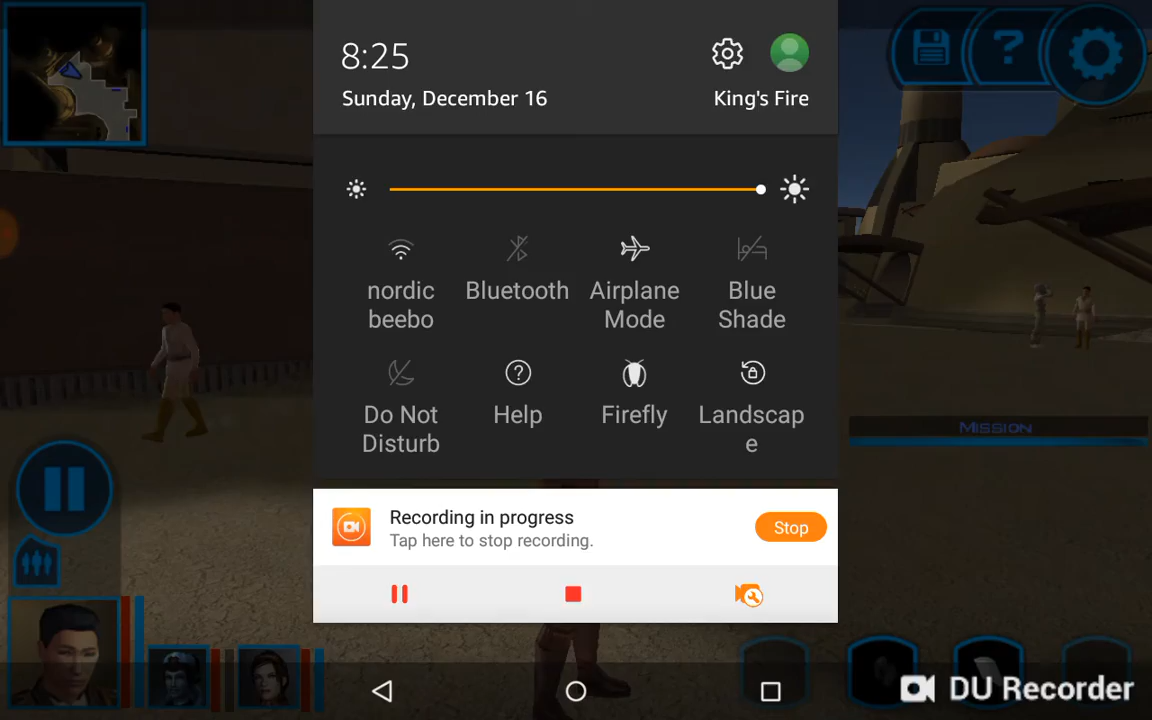 8:25
Sunday, December 16
King's Fire
nordic
beebo
Bluetooth
Airplane
Mode
Blue
Shade
Do Not
Disturb
Help
Firefly
Landscap
e
MISSION
Recording in progress
Tap here to stop recording.
Stop
DU Recorder
?